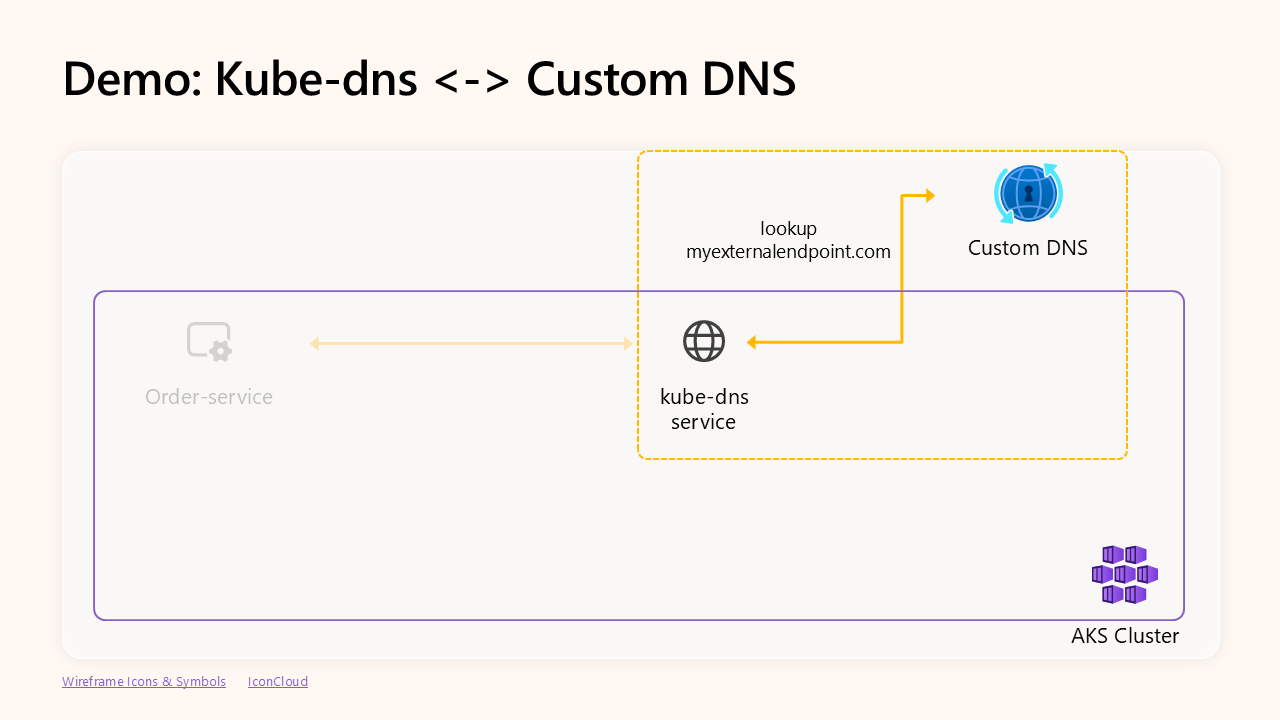 Demo: Kube-dns <-> Custom DNS
lookup
myexternalendpoint.com
Custom DNS
Order-service
kube-dns
service
AKS Cluster
Wireframe Icons & Symbols
IconCloud